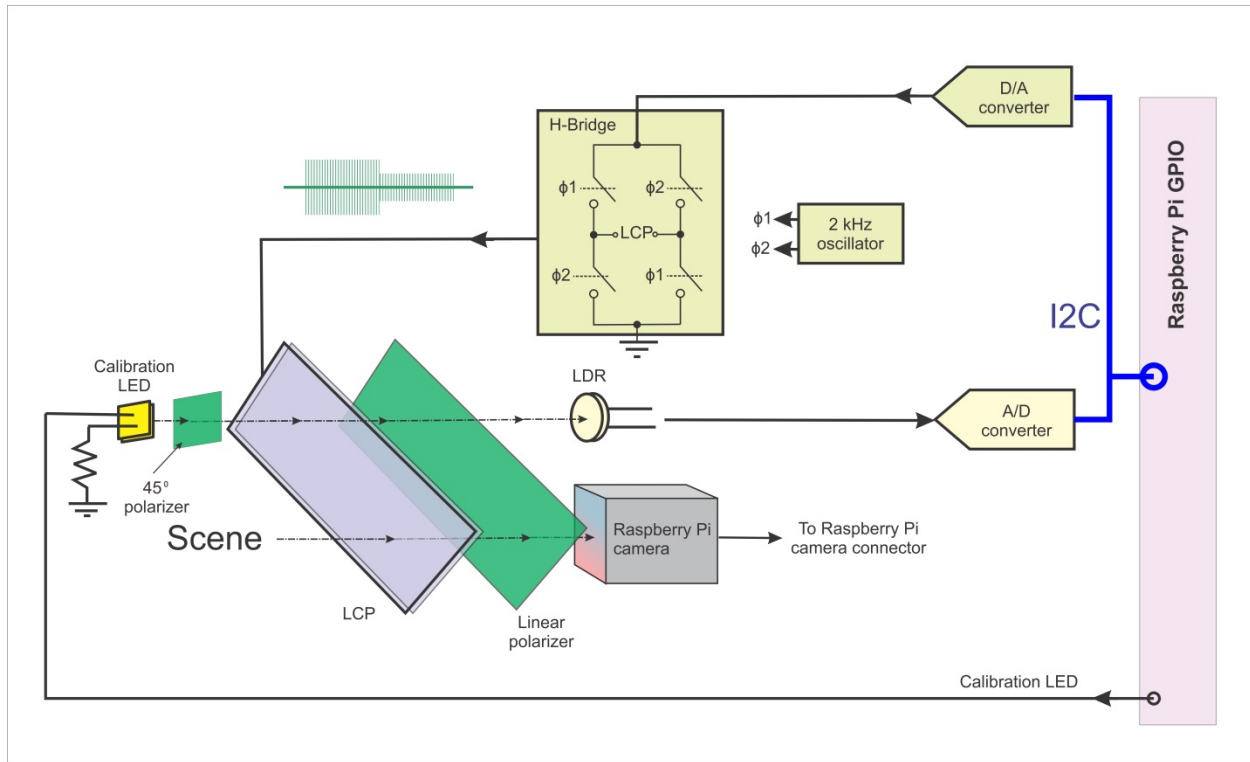 D/A
converter
H-Bridge
ϕ1
ϕ2
LCP
ϕ2
ϕ1
ϕ1
ϕ2
2 kHz
oscillator
Raspberry Pi GPIO
I2C
Calibration
LED
LDR
A/D
converter
45⁰
polarizer
Scene
Raspberry Pi
camera
To Raspberry Pi
camera connector
LCP
Linear
polarizer
Calibration LED